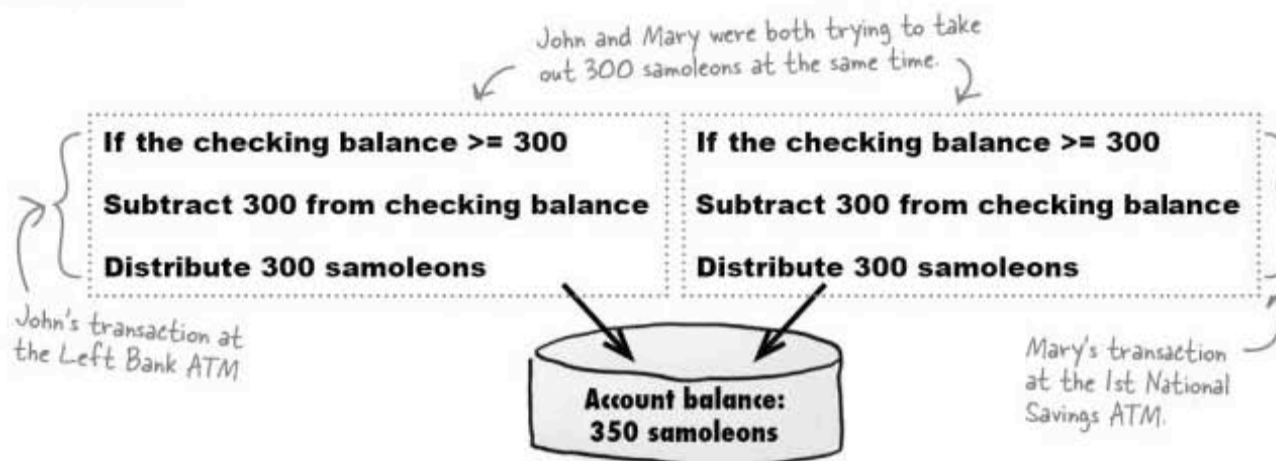 John and Mary were both trying to take
out 300 samoleons at the same time.
If the checking balance >= 300
Subtract 300 from checking balance
Distribute 300 samoleons
If the checking balance >= 300
Subtract 300 from checking balance
Distribute 300 samoleons
John's transaction at
the Left Bank ATM
Account balance:
350 samoleons
Mary's transaction
at the 1st National
Savings ATM.